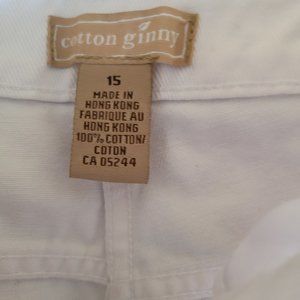 cotton ginny
15
MADE IN
HONG KONG
FABRIQUE AU
HONG KONG
100% COTTON/
COTON
CA 05244